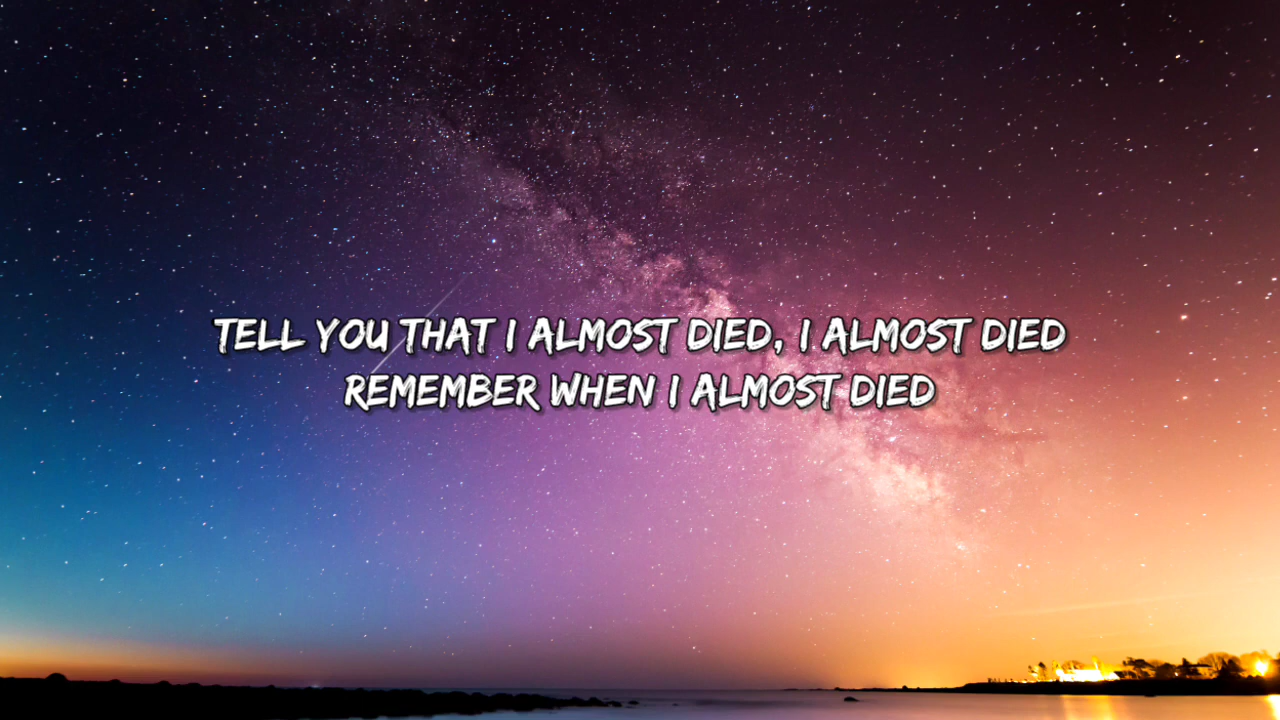 TELL YOU THAT I ALMOST DIED, I ALMOST DIED
REMEMBER WHEN I ALMOST DIED